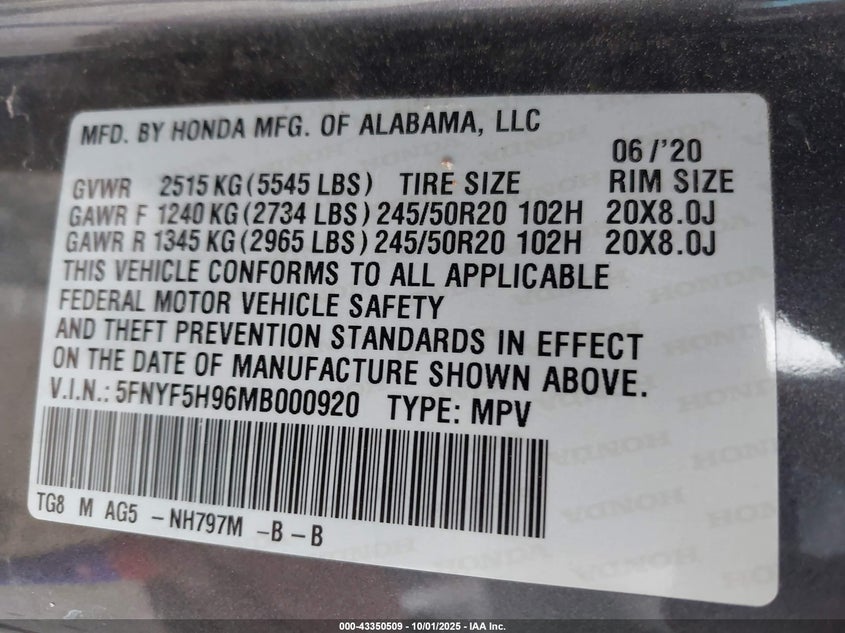 MFD. BY HONDA MFG. OF ALABAMA, LLC
06/'20
GVWR 2515 KG (5545 LBS) TIRE SIZE RIM SIZE
GAWR F 1240 KG (2734 LBS) 245/50R20 102H 20X8.0J
GAWR R 1345 KG (2965 LBS) 245/50R20 102H 20X8.0J
THIS VEHICLE CONFORMS TO ALL APPLICABLE
FEDERAL MOTOR VEHICLE SAFETY
AND THEFT PREVENTION STANDARDS IN EFFECT
ON THE DATE OF MANUFACTURE SHOWN ABOVE.
V.I.N.: 5FNYF5H96MB000920 TYPE: MPV
TG8 M AG5 -NH797M -B -B
000-43350509 - 10/01/2025 - IAA Inc.